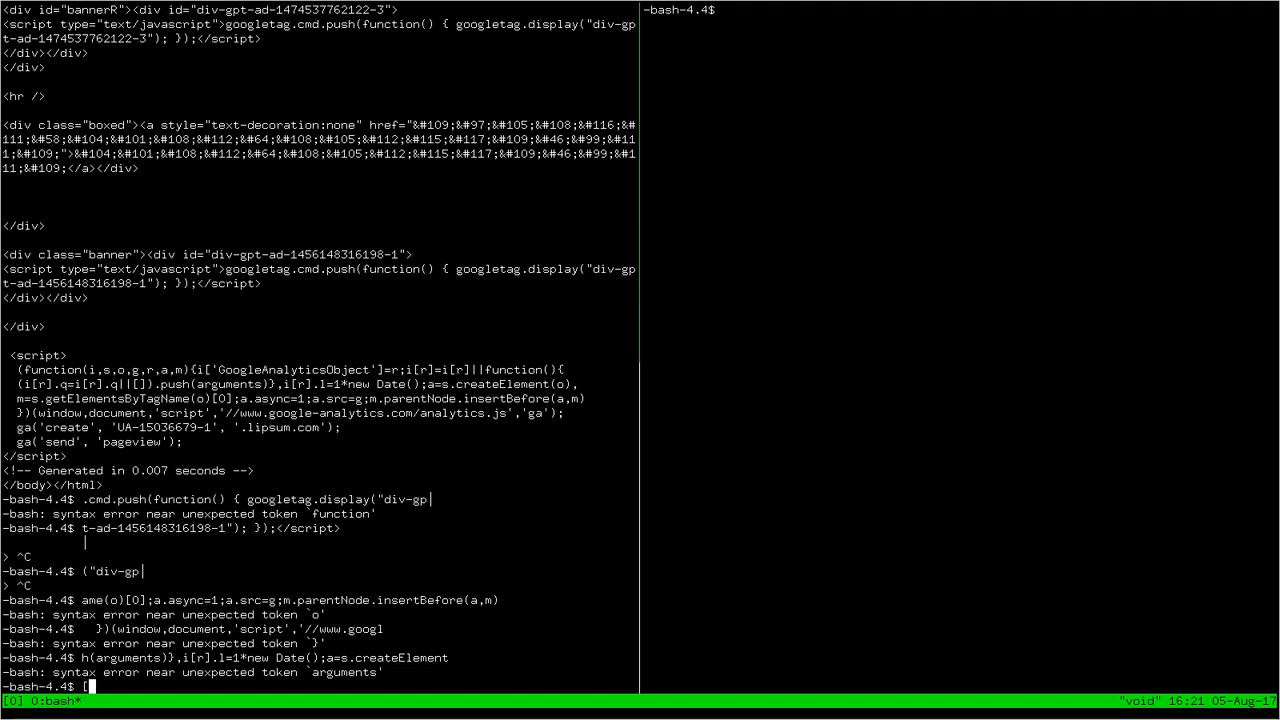 <div id="bannerR"><div id="div-gpt-ad-1474537762122-3">
<script type="text/javascript">googletag.cmd.push(function() { googletag.display("div-gp
t-ad-1474537762122-3"); });</script>
</div></div>
</div>
<hr />
<div class="boxed"><a style="text-decoration:none" href="&#109;&#97;&#105;&#108;&#116;&#
111;&#58;&#104;&#101;&#108;&#112;&#64;&#108;&#105;&#112;&#115;&#117;&#109;&#46;&#99;&#11
1;&#109;">&#104;&#101;&#108;&#112;&#64;&#108;&#105;&#112;&#115;&#117;&#109;&#46;&#99;&#1
11;&#109;</a></div>
</div>
<div class="banner"><div id="div-gpt-ad-1456148316198-1">
<script type="text/javascript">googletag.cmd.push(function() { googletag.display("div-gp
t-ad-1456148316198-1"); });</script>
</div></div>
</div>
<script>
(function(i,s,o,g,r,a,m){i['GoogleAnalyticsObject']=r;i[r]=i[r]||function(){
(i[r].q=i[r].q||[]).push(arguments)},i[r].l=1*new Date();a=s.createElement(o),
m=s.getElementsByTagName(o)[0];a.async=1;a.src=g;m.parentNode.insertBefore(a,m)
})(window,document,'script','//www.google-analytics.com/analytics.js','ga');
ga('create', 'UA-15036679-1', '.lipsum.com');
ga('send', 'pageview');
</script>
<!-- Generated in 0.007 seconds -->
</body></html>
-bash-4.4$ .cmd.push(function() { googletag.display("div-gp|
-bash: syntax error near unexpected token `function'
-bash-4.4$ t-ad-1456148316198-1"); });</script>
|
> ^C
-bash-4.4$ ("div-gp|
> ^C
-bash-4.4$ ame(o)[0];a.async=1;a.src=g;m.parentNode.insertBefore(a,m)
-bash: syntax error near unexpected token `o'
-bash-4.4$   })(window,document,'script','//www.googl
-bash: syntax error near unexpected token `}'
-bash-4.4$ h(arguments)},i[r].l=1*new Date();a=s.createElement
-bash: syntax error near unexpected token `arguments'
-bash-4.4$ [
-bash-4.4$
[0] 0:bash* "void" 16:21 05-Aug-17